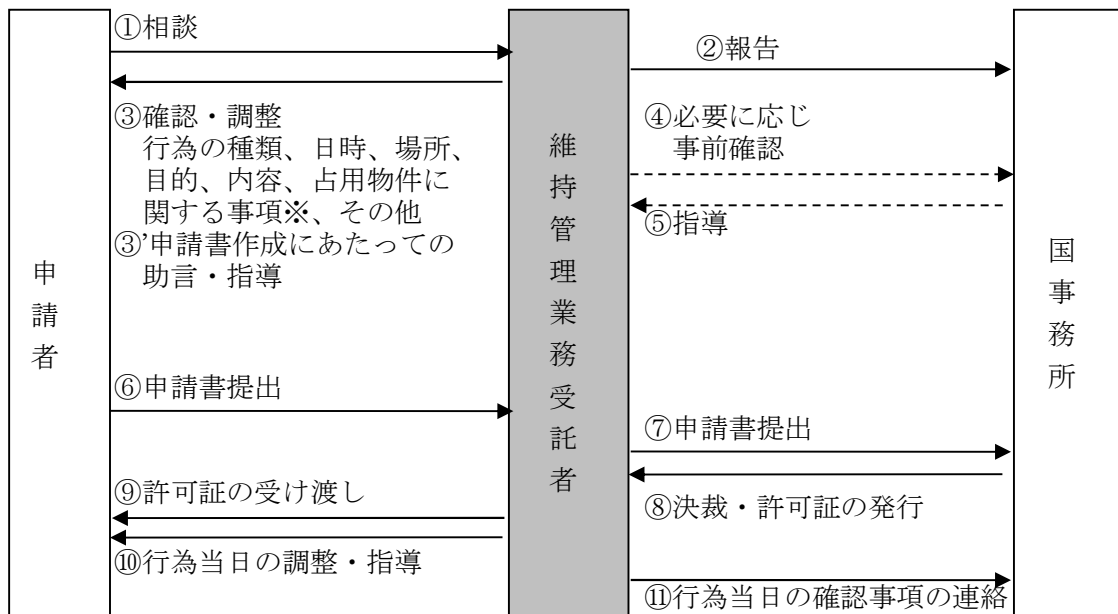 ①相談
②報告
③確認・調整
行為の種類、日時、場所、
目的、内容、占用物件に
関する事項※、その他
③’申請書作成にあたっての
助言・指導
④必要に応じ
事前確認
⑤指導
申請者
維持管理業務受託者
国事務所
⑥申請書提出
⑦申請書提出
⑧決裁・許可証の発行
⑨許可証の受け渡し
⑩行為当日の調整・指導
⑪行為当日の確認事項の連絡